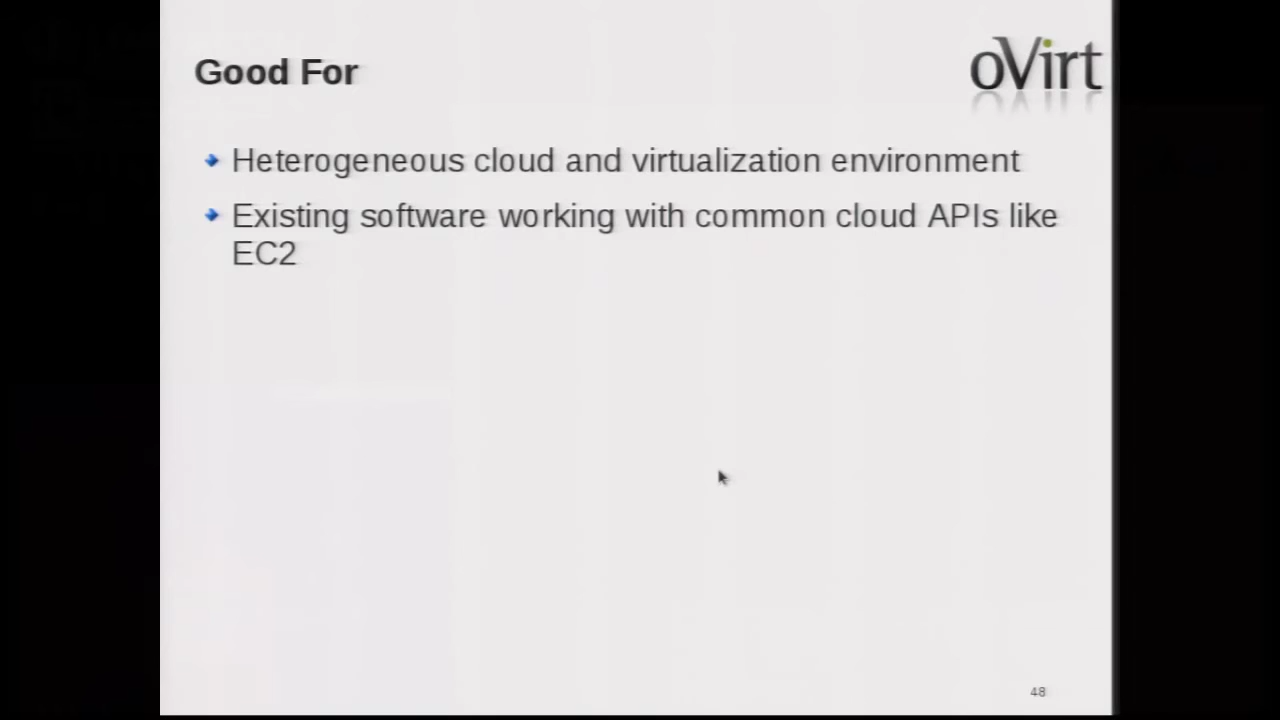 Good For
oVirt
Heterogeneous cloud and virtualization environment
Existing software working with common cloud APIs like
EC2
48